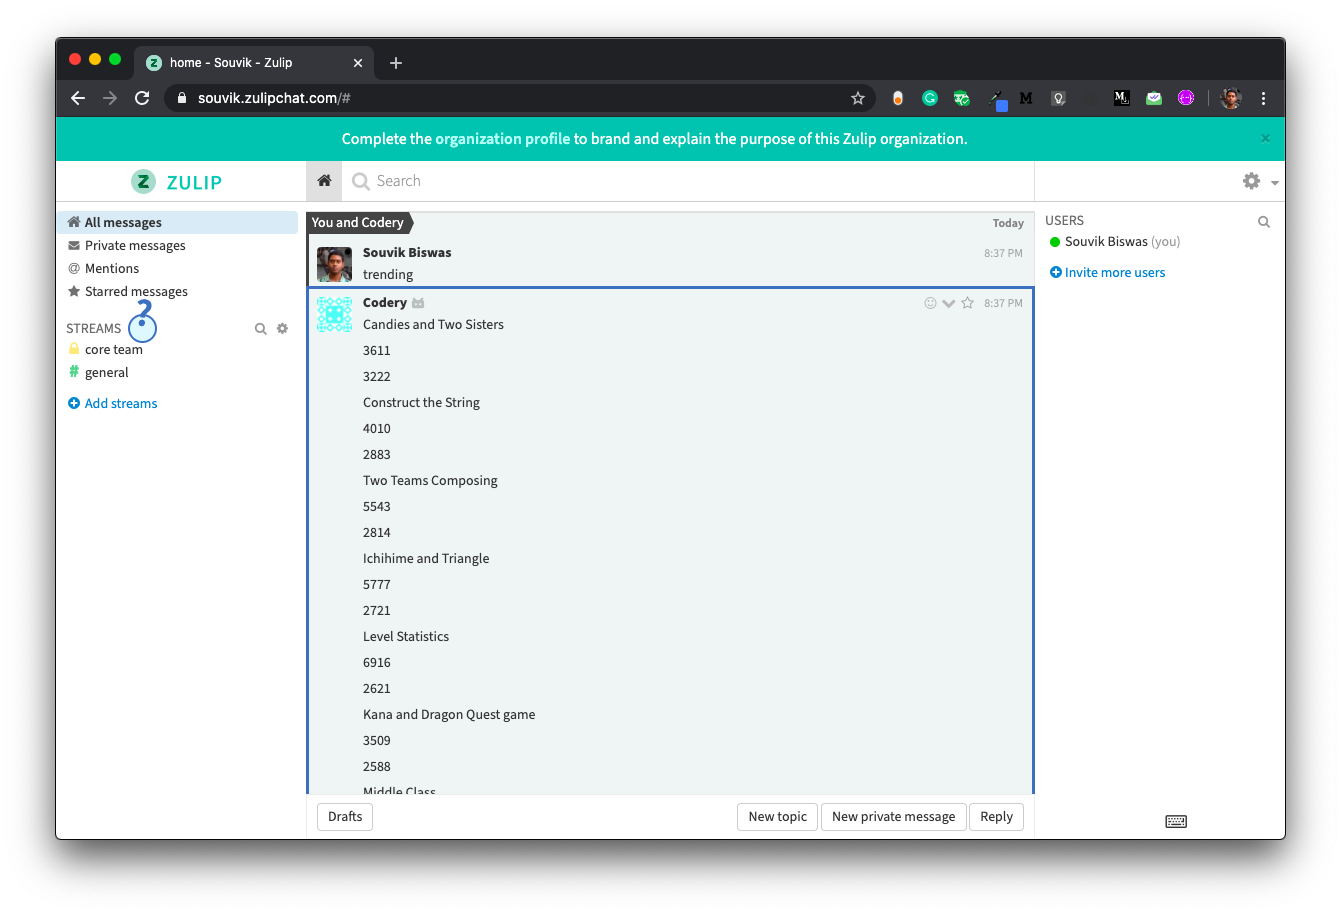 home - Souvik - Zulip
souvik.zulipchat.com/#
Complete the organization profile to brand and explain the purpose of this Zulip organization.
ZULIP
Search
All messages
Private messages
Mentions
Starred messages
STREAMS
core team
general
Add streams
You and Codery
Today
Souvik Biswas
8:37 PM
trending
Codery
8:37 PM
Candies and Two Sisters
3611
3222
Construct the String
4010
2883
Two Teams Composing
5543
2814
Ichihime and Triangle
5777
2721
Level Statistics
6916
2621
Kana and Dragon Quest game
3509
2588
Middle Class
Drafts
New topic
New private message
Reply
USERS
Souvik Biswas (you)
Invite more users